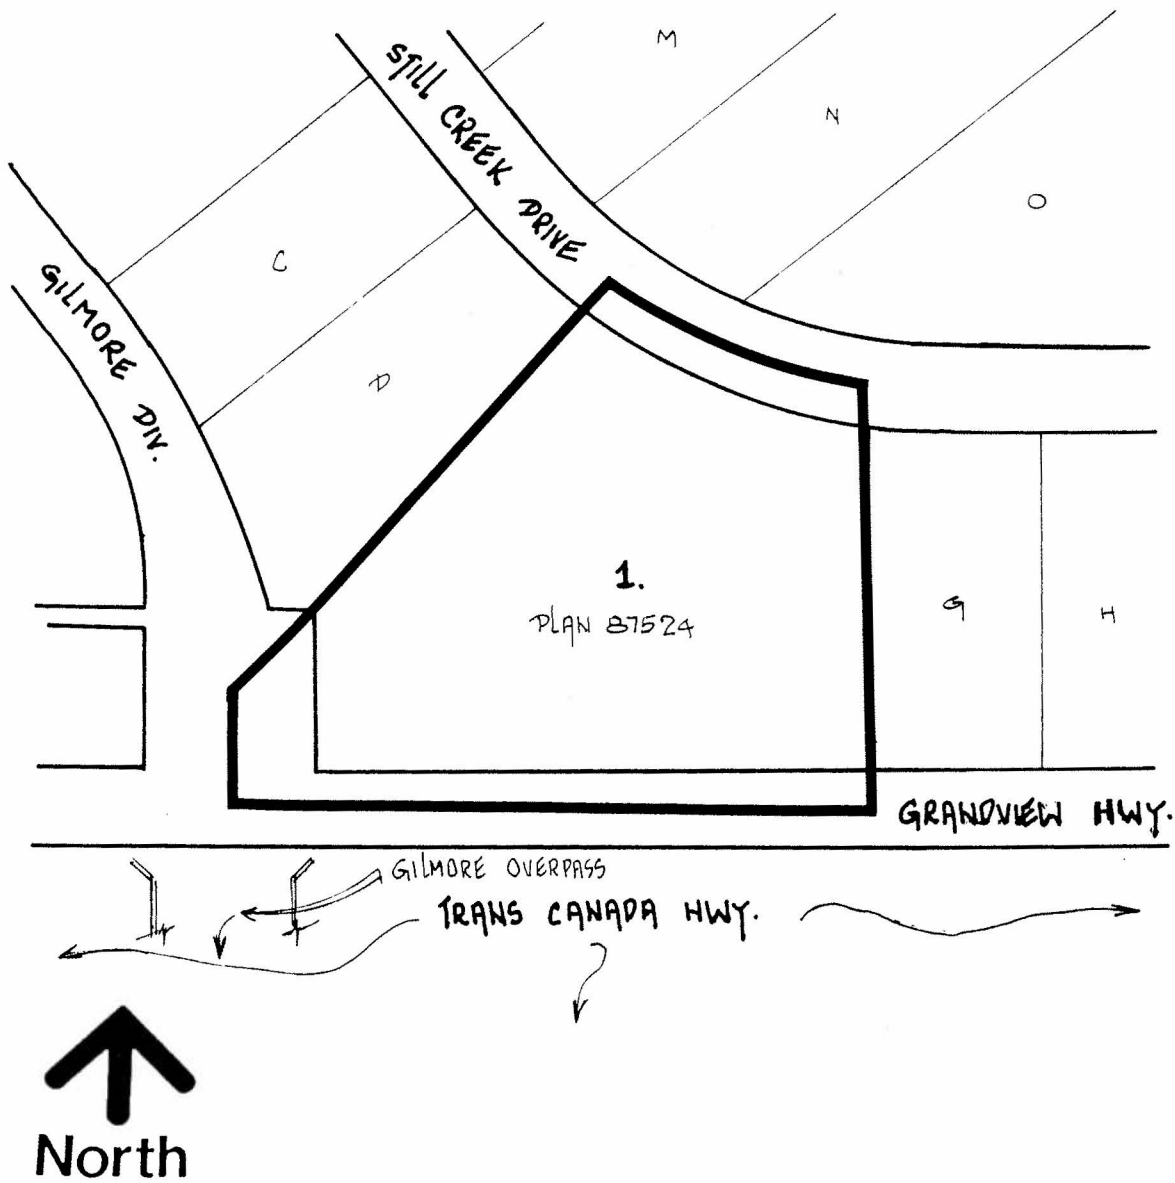 M
STILL CREEK DRIVE
N
O
C
GILMORE DIV.
D
1.
PLAN 87524
G
H
GRANDVIEW HWY.
GILMORE OVERPASS
TRANS CANADA HWY.
North